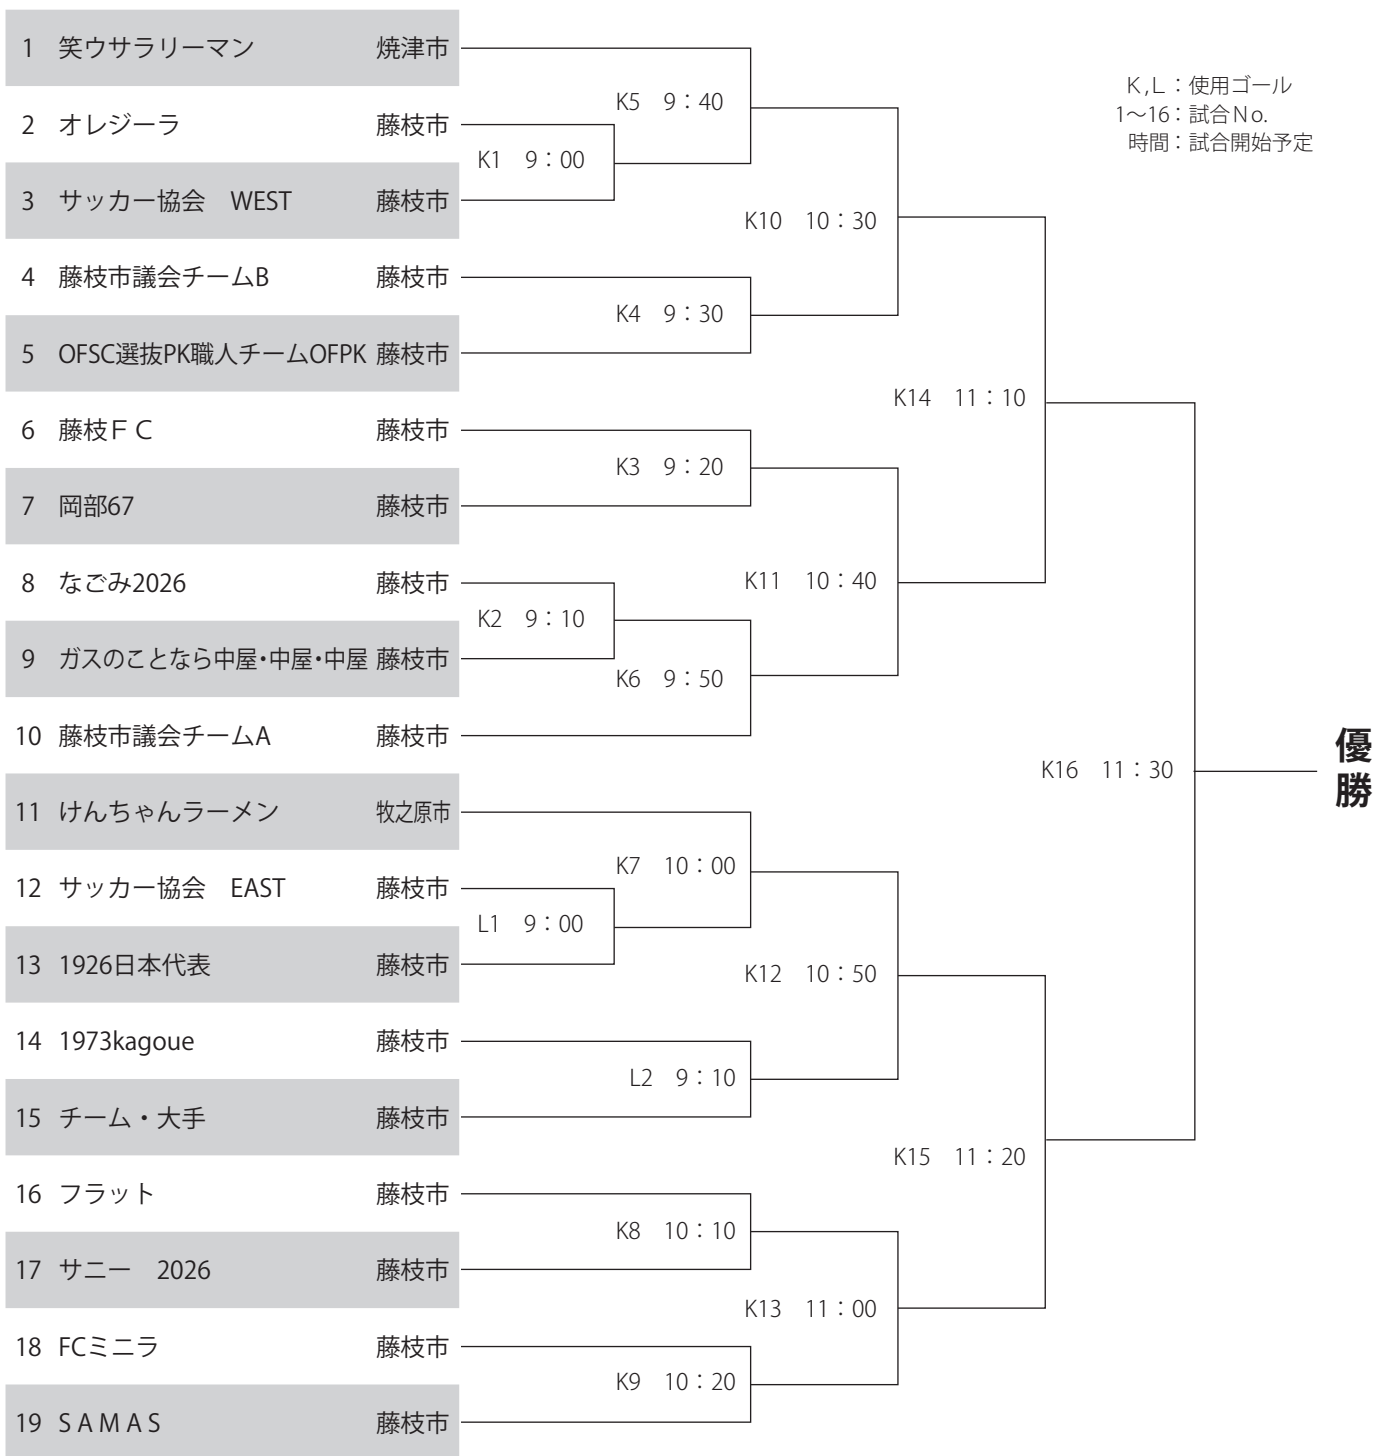 1 笑ウサラリーマン 焼津市
2 オレジーラ 藤枝市
3 サッカー協会　WEST 藤枝市
4 藤枝市議会チームB 藤枝市
5 OFSC選抜PK職人チームOFPK 藤枝市
6 藤枝ＦＣ 藤枝市
7 岡部67 藤枝市
8 なごみ2026 藤枝市
9 ガスのことなら中屋・中屋・中屋 藤枝市
10 藤枝市議会チームA 藤枝市
11 けんちゃんラーメン 牧之原市
12 サッカー協会　EAST 藤枝市
13 1926日本代表 藤枝市
14 1973kagoue 藤枝市
15 チーム・大手 藤枝市
16 フラット 藤枝市
17 サニー　2026 藤枝市
18 FCミニラ 藤枝市
19 S A M A S 藤枝市
K1　9：00
K2　9：10
L1　9：00
K5　9：40
K4　9：30
K3　9：20
K6　9：50
K7　10：00
L2　9：10
K8　10：10
K9　10：20
K10　10：30
K11　10：40
K12　10：50
K13　11：00
K14　11：10
K15　11：20
K16　11：30
優勝
Ｋ,Ｌ：使用ゴール
1～16：試合Ｎo.
時間：試合開始予定